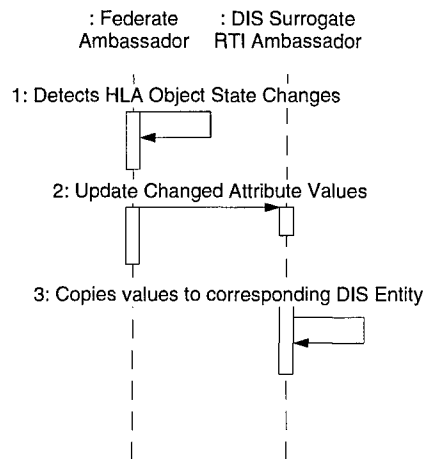 : Federate
Ambassador
: DIS Surrogate
RTI Ambassador
1: Detects HLA Object State Changes
2: Update Changed Attribute Values
3: Copies values to corresponding DIS Entity